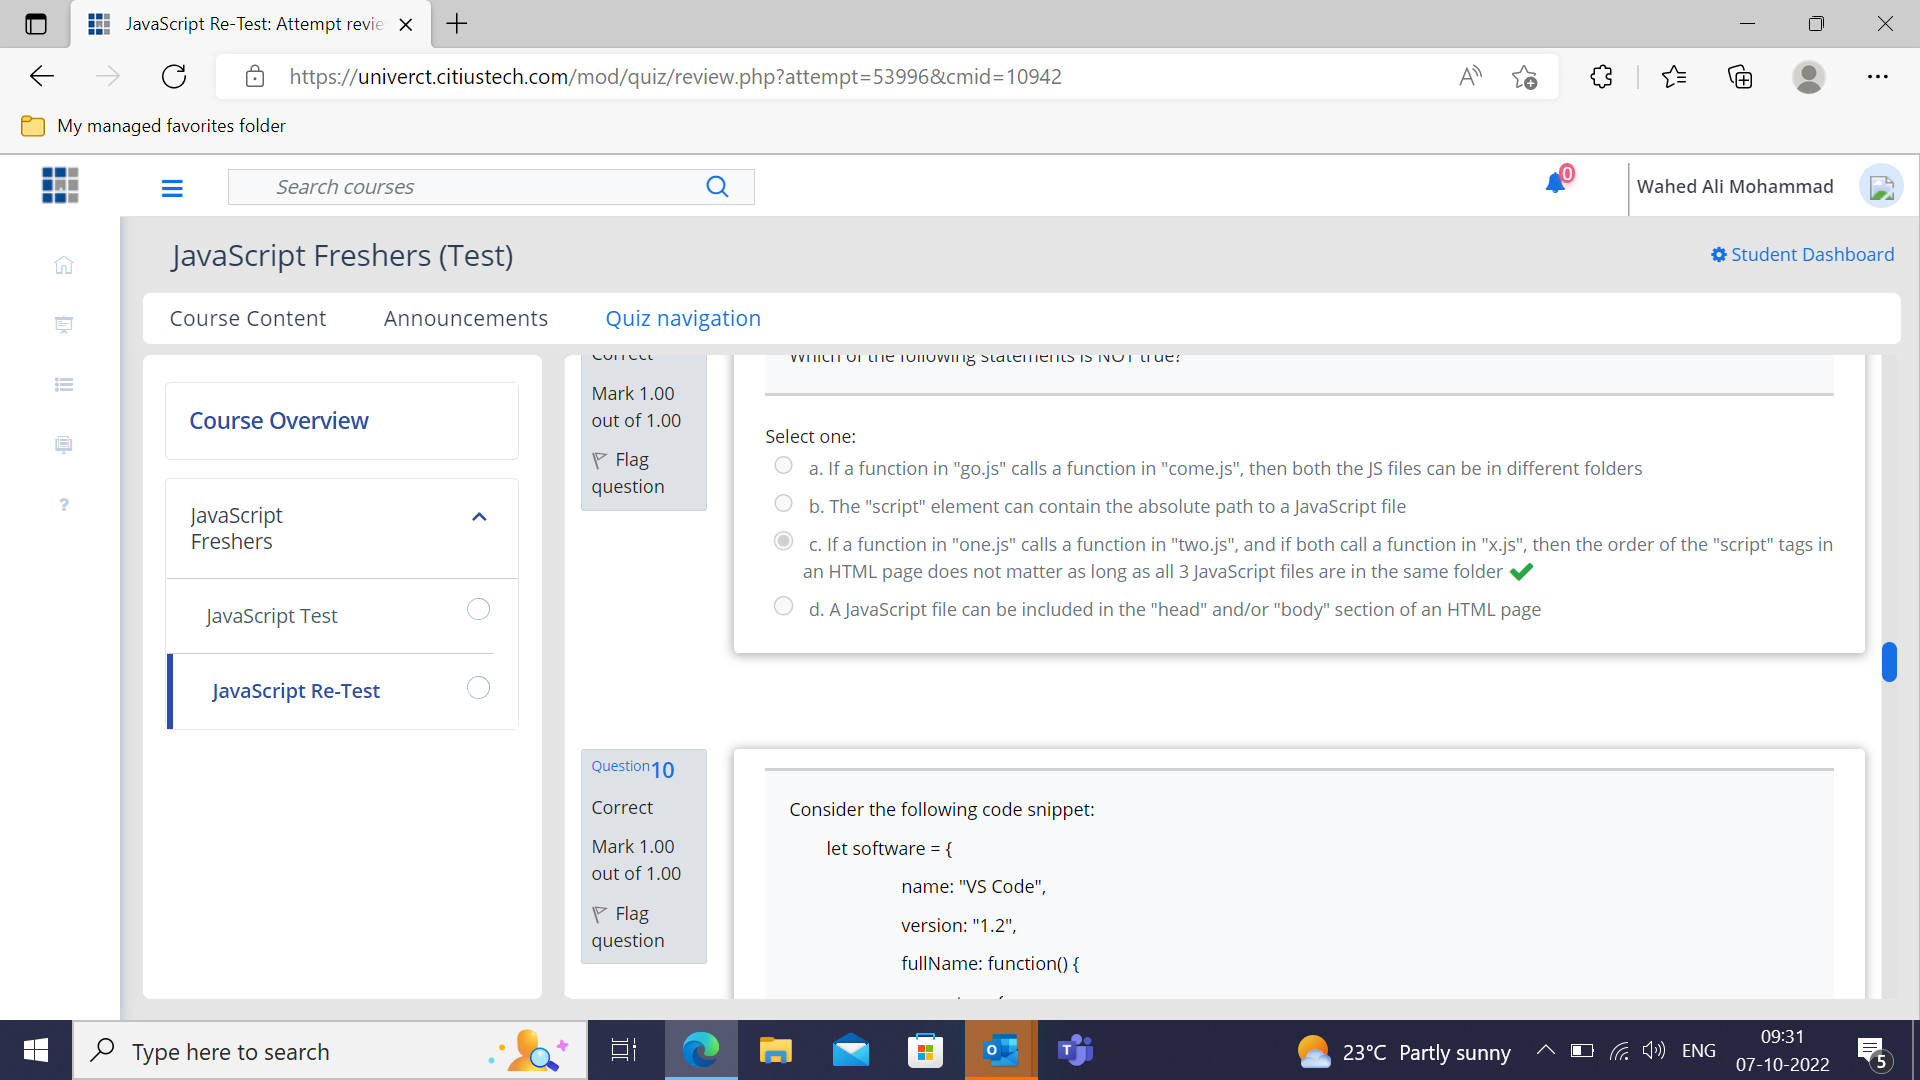 JavaScript Re-Test: Attempt revie
https://univerct.citiustech.com/mod/quiz/review.php?attempt=53996&cmid=10942
My managed favorites folder
Search courses
0
Wahed Ali Mohammad
JavaScript Freshers (Test)
Student Dashboard
Course Content
Announcements
Quiz navigation
Course Overview
JavaScript
Freshers
JavaScript Test
JavaScript Re-Test
Correct
Mark 1.00
out of 1.00
Flag
question
Which of the following statements is NOT true?
Select one:
a. If a function in "go.js" calls a function in "come.js", then both the JS files can be in different folders
b. The "script" element can contain the absolute path to a JavaScript file
c. If a function in "one.js" calls a function in "two.js", and if both call a function in "x.js", then the order of the "script" tags in
an HTML page does not matter as long as all 3 JavaScript files are in the same folder
d. A JavaScript file can be included in the "head" and/or "body" section of an HTML page
Question 10
Correct
Mark 1.00
out of 1.00
Flag
question
Consider the following code snippet:
let software = {
name: "VS Code",
version: "1.2",
fullName: function() {
Type here to search
23°C Partly sunny
ENG
09:31
07-10-2022
5